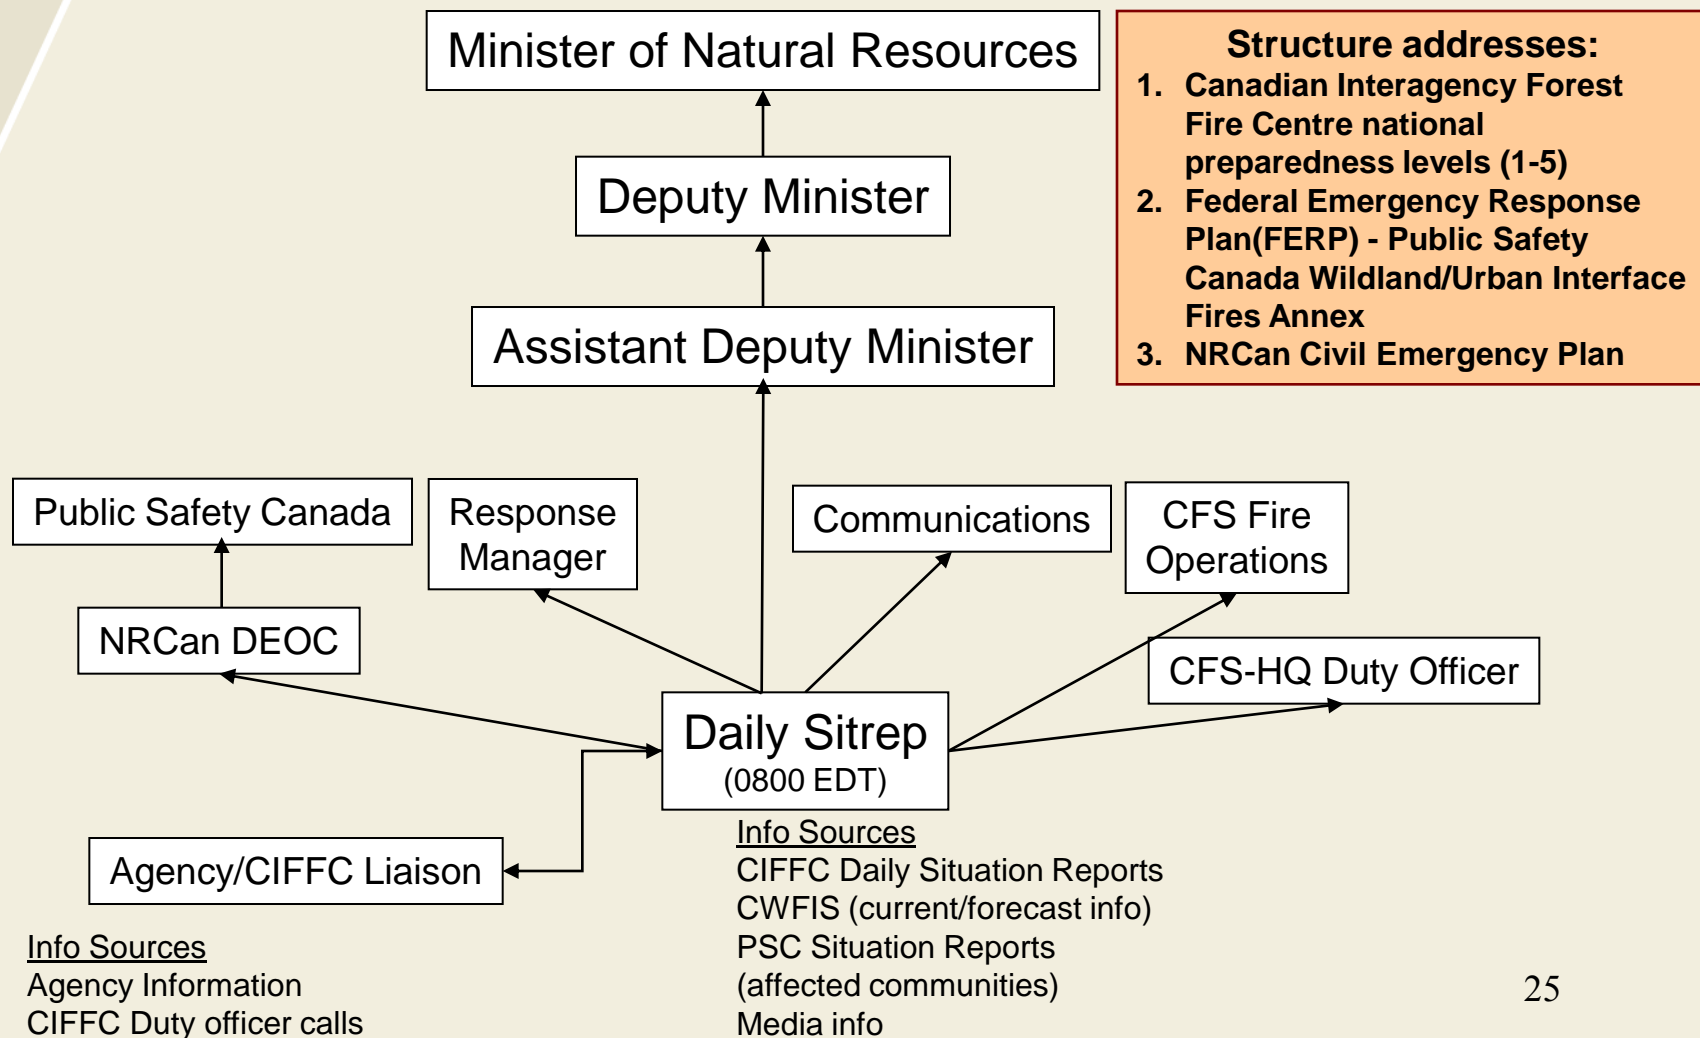 Minister of Natural Resources
Structure addresses:
1. Canadian Interagency Forest
Fire Centre national
preparedness levels (1-5)
2. Federal Emergency Response
Plan(FERP) - Public Safety
Canada Wildland/Urban Interface
Fires Annex
3. NRCan Civil Emergency Plan
Deputy Minister
Assistant Deputy Minister
Public Safety Canada
Response
Manager
Communications
CFS Fire
Operations
NRCan DEOC
CFS-HQ Duty Officer
Daily Sitrep
(0800 EDT)
Agency/CIFFC Liaison
Info Sources
Agency Information
CIFFC Duty officer calls
Info Sources
CIFFC Daily Situation Reports
CWFIS (current/forecast info)
PSC Situation Reports
(affected communities)
Media info
25